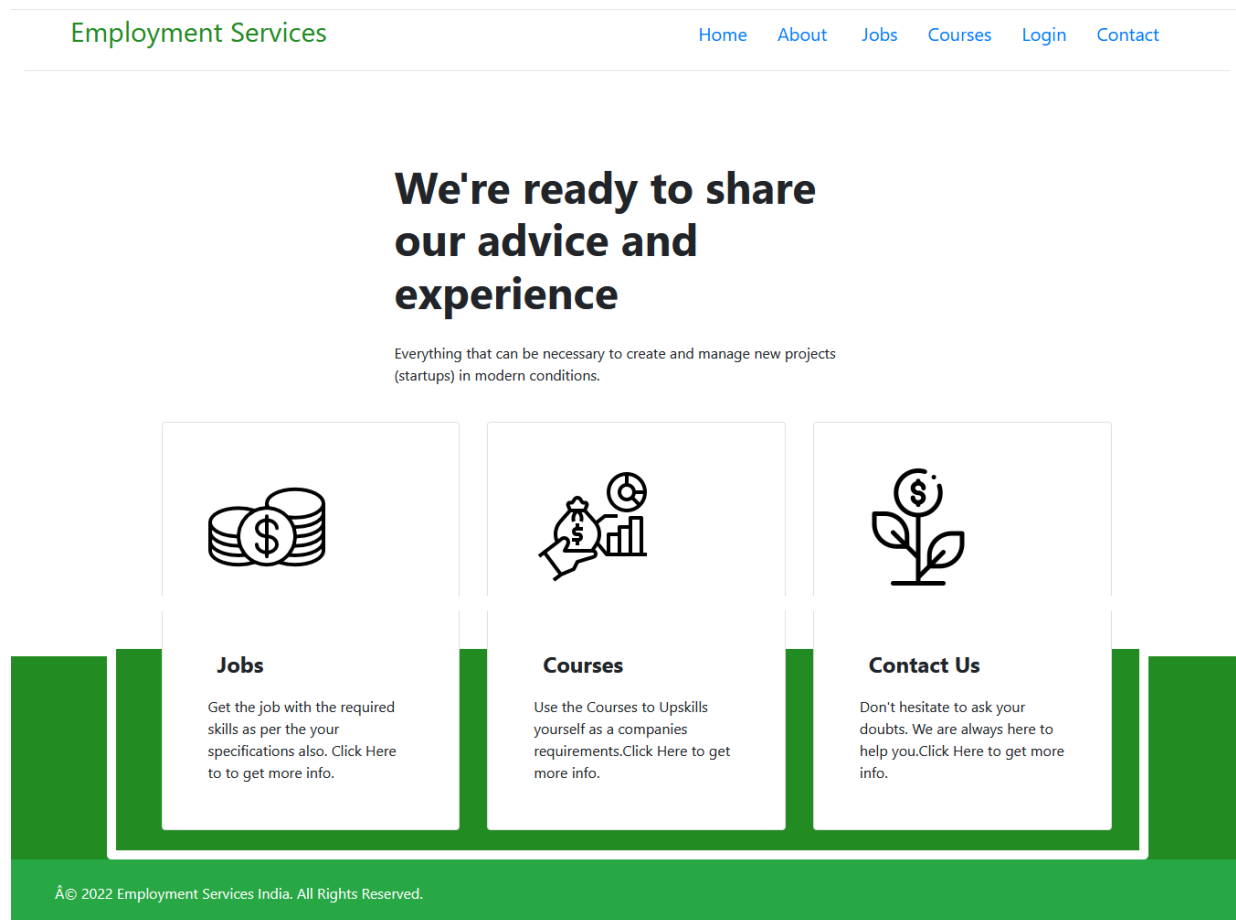 Employment Services
Home About Jobs Courses Login Contact
We're ready to share
our advice and
experience
Everything that can be necessary to create and manage new projects
(startups) in modern conditions.
$
$
$
Jobs
Get the job with the required
skills as per the your
specifications also. Click Here
to to get more info.
Courses
Use the Courses to Upskills
yourself as a companies
requirements.Click Here to get
more info.
Contact Us
Don't hesitate to ask your
doubts. We are always here to
help you.Click Here to get more
info.
Â© 2022 Employment Services India. All Rights Reserved.